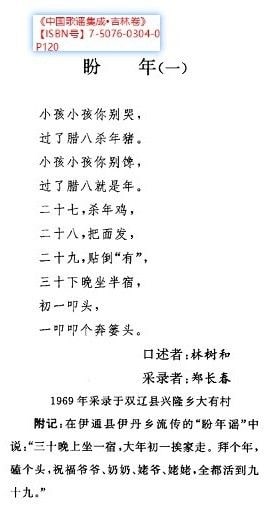 《中国歌谣集成•吉林卷》
【ISBN号】7-5076-0304-0
P120
盼 年(一)
小孩小孩你别哭,
过了腊八杀年猪。
小孩小孩你别馋,
过了腊八就是年。
二十七,杀年鸡,
二十八,把面发,
二十九,贴倒“有”,
三十下晚坐半宿,
初一叩头,
一叩叩个奔篓头。
口述者:林树和
采录者:郑长春
1969年采录于双辽县兴隆乡大有村
附记:在伊通县伊丹乡流传的“盼年谣”中
说:“三十晚上坐一宿,大年初一挨家走。拜个年,
磕个头,祝福爷爷、奶奶、姥爷、姥姥,全都活到九
十九。”